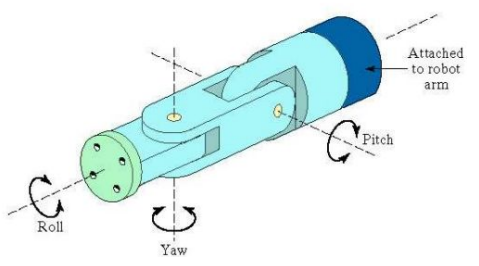 Attached
to robot
arm
Pitch
Roll
Yaw